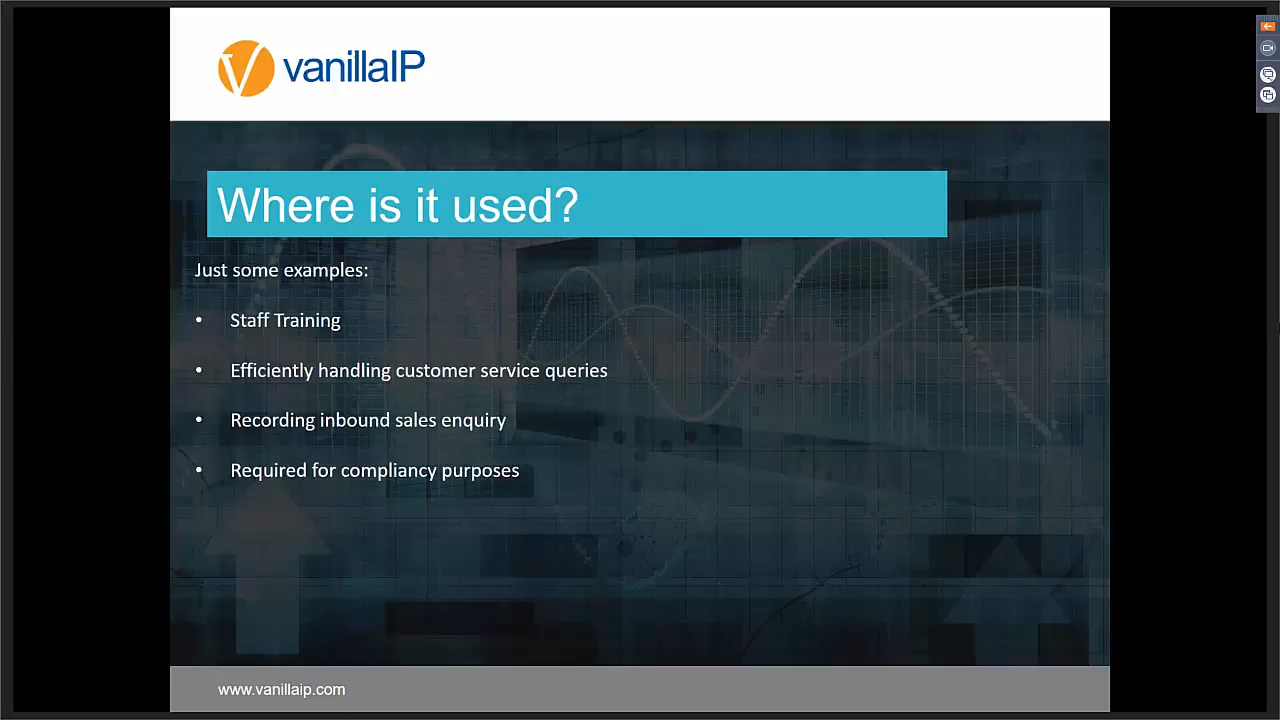 vanillaIP
Where is it used?
Just some examples:
• Staff Training
• Efficiently handling customer service queries
• Recording inbound sales enquiry
• Required for compliancy purposes
www.vanillaip.com